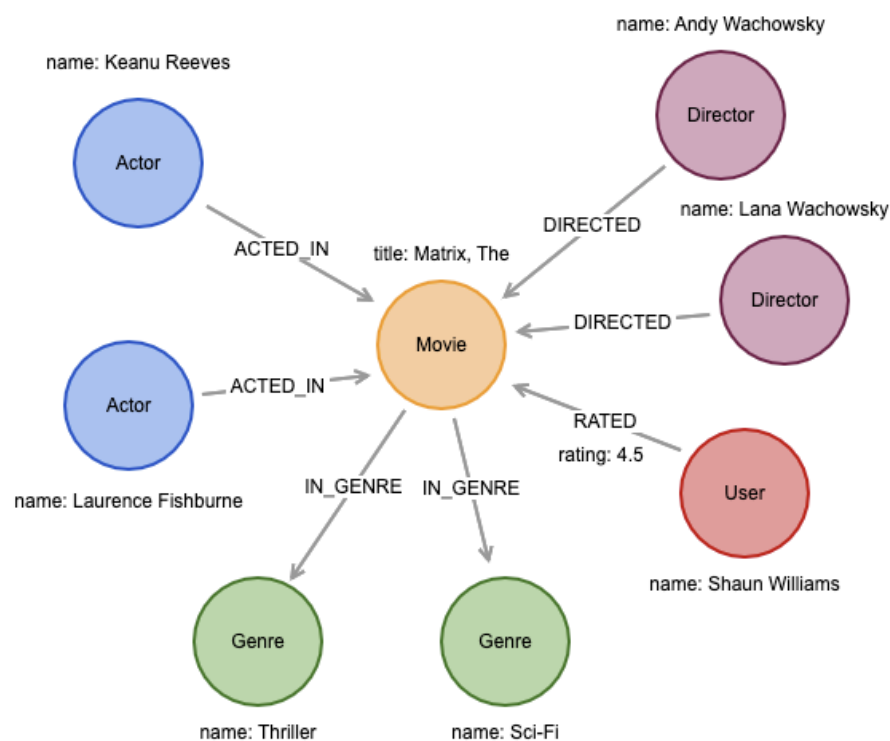 name: Andy Wachowsky
name: Keanu Reeves
Director
Actor
name: Lana Wachowsky
DIRECTED
ACTED_IN
title: Matrix, The
Director
DIRECTED
Movie
ACTED_IN
Actor
RATED
rating: 4.5
IN_GENRE
IN_GENRE
User
name: Laurence Fishburne
name: Shaun Williams
Genre
Genre
name: Thriller
name: Sci-Fi